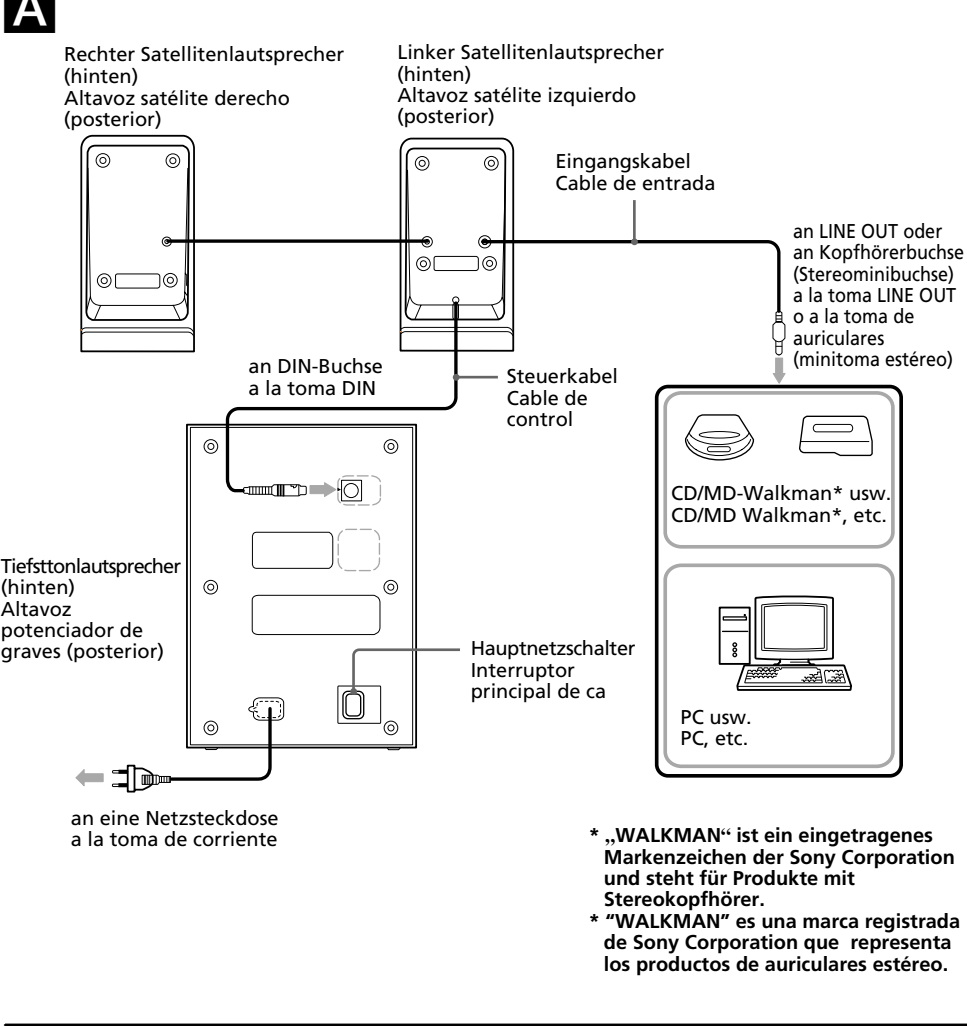 A
Rechter Satellitenlautsprecher
(hinten)
Altavoz satélite derecho
(posterior)
Linker Satellitenlautsprecher
(hinten)
Altavoz satélite izquierdo
(posterior)
Eingangskabel
Cable de entrada
an LINE OUT oder
an Kopfhörerbuchse
(Stereominibuchse)
a la toma LINE OUT
o a la toma de
auriculares
(minitoma estéreo)
an DIN-Buchse
a la toma DIN
Steuerkabel
Cable de
control
CD/MD-Walkman* usw.
CD/MD Walkman*, etc.
Tiefsttonlautsprecher
(hinten)
Altavoz
potenciador de
graves (posterior)
Hauptnetzschalter
Interruptor
principal de ca
PC usw.
PC, etc.
an eine Netzsteckdose
a la toma de corriente
* „WALKMAN“ ist ein eingetragenes
Markenzeichen der Sony Corporation
und steht für Produkte mit
Stereokopfhörer.
* “WALKMAN” es una marca registrada
de Sony Corporation que representa
los productos de auriculares estéreo.